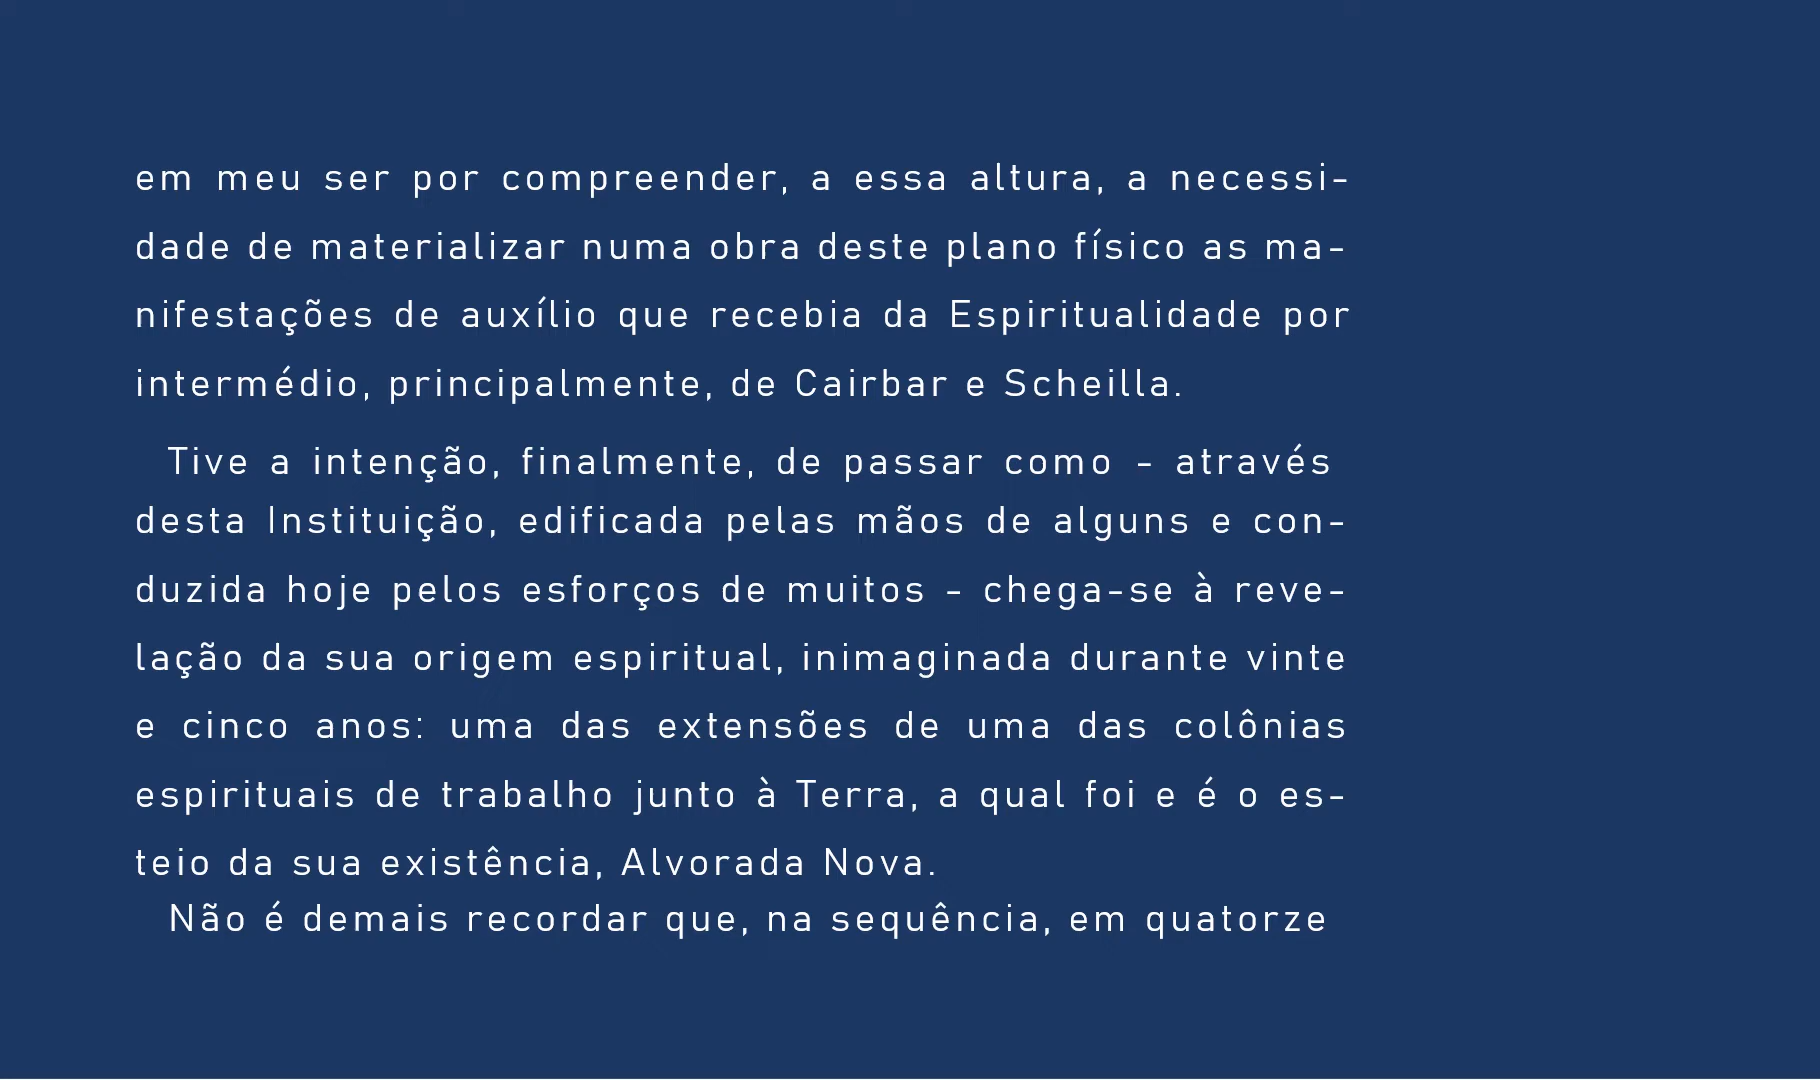 em meu ser por compreender, a essa altura, a necessi-
dade de materializar numa obra deste plano físico as ma-
nifestações de auxílio que recebia da Espiritualidade por
intermédio, principalmente, de Cairbar e Scheilla.
Tive a intenção, finalmente, de passar como - através
desta Instituição, edificada pelas mãos de alguns e con-
duzida hoje pelos esforços de muitos - chega-se à reve-
lação da sua origem espiritual, inimaginada durante vinte
e cinco anos: uma das extensões de uma das colônias
espirituais de trabalho junto à Terra, a qual foi e é o es-
teio da sua existência, Alvorada Nova.
Não é demais recordar que, na sequência, em quatorze